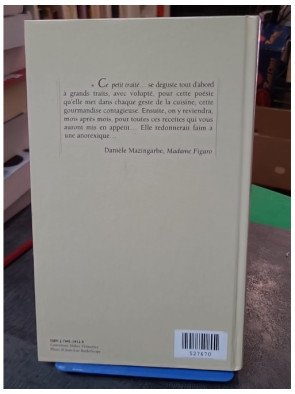 « Ce petit traité... se déguste tout d'abord
à grands traits, avec volupté, pour cette poésie
qu'elle met dans chaque geste de la cuisine, cette
gourmandise contagieuse. Ensuite, on y reviendra,
mois après mois, pour toutes ces recettes qui vous
auront mis en appétit... Elle redonnerait faim à
une anorexique.
Danièle Mazingarbe, Madame Figaro
527670